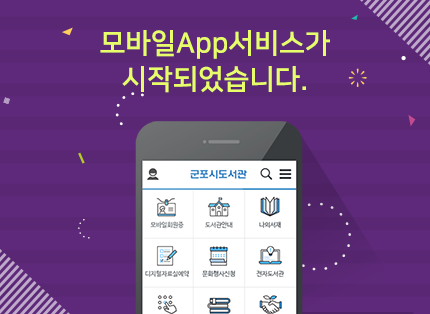 모바일App서비스가
시작되었습니다.
군포시도서관
모바일회원증 도서관안내 나의서재
디지털자료실예약 문화행사신청 전자도서관